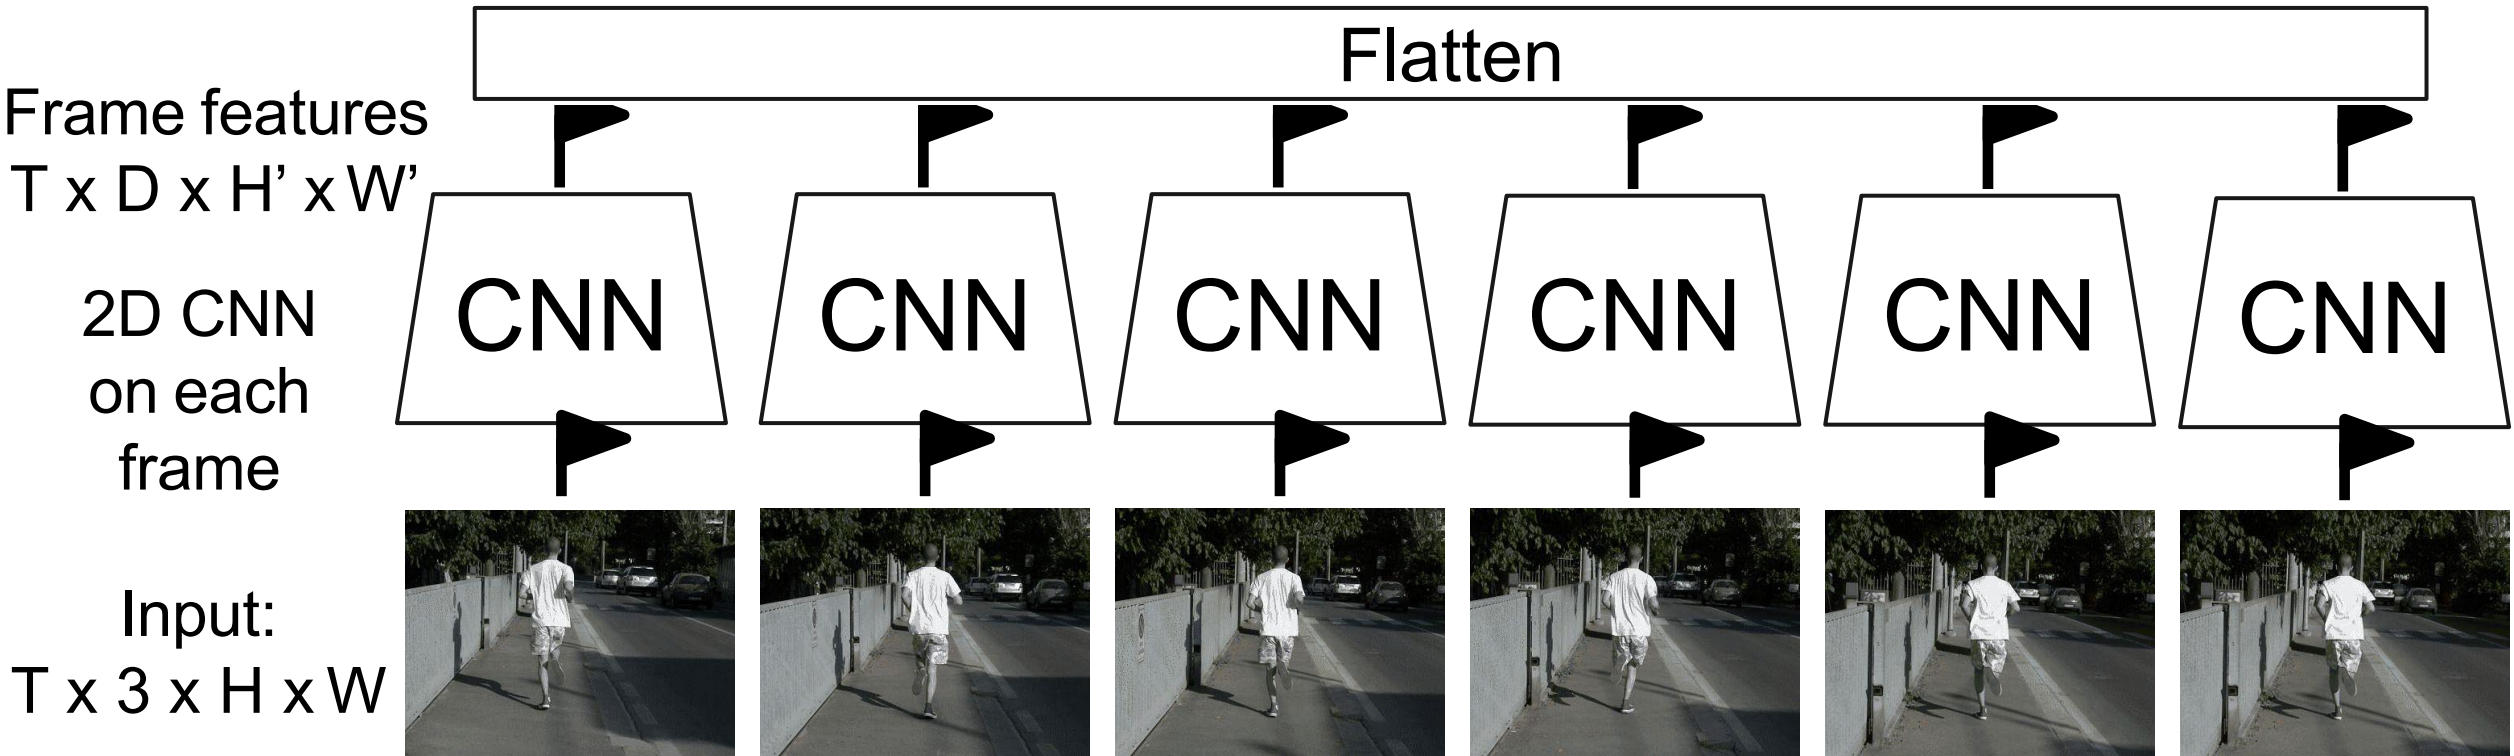 Flatten
Frame features
T x D x H’ x W’
CNN CNN CNN CNN CNN CNN
2D CNN
on each
frame
Input:
T x 3 x H x W